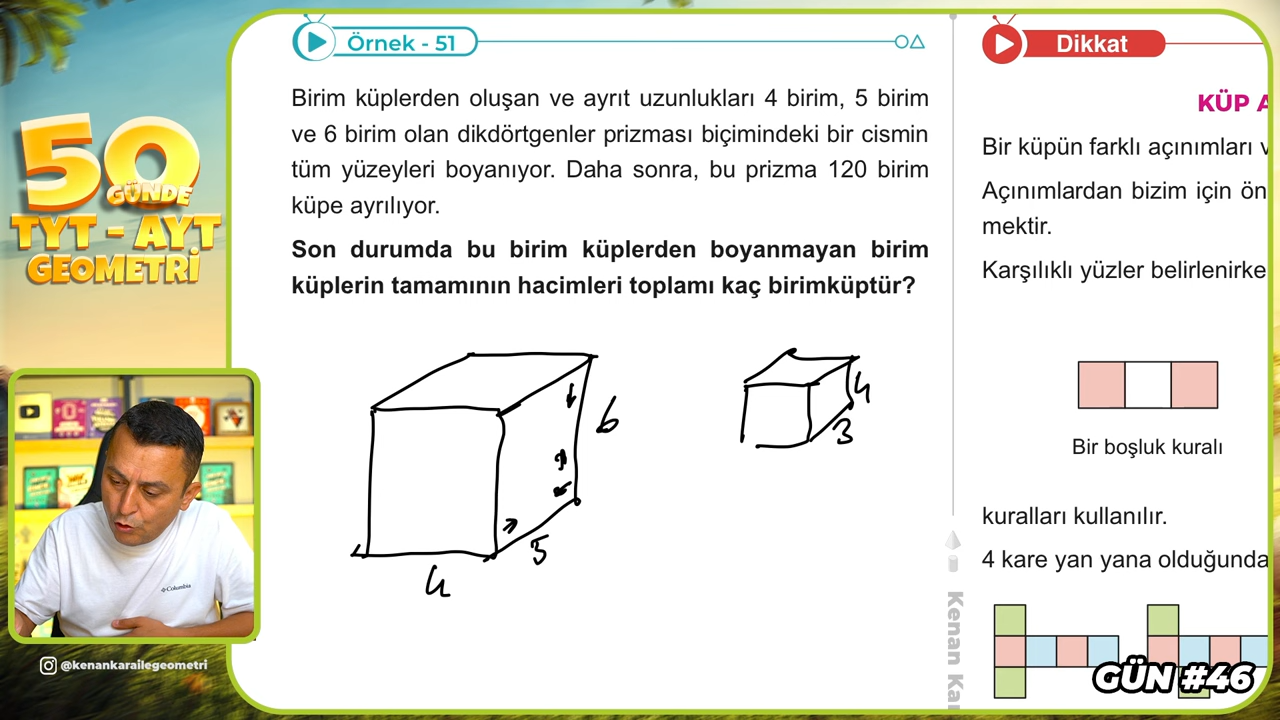 50
GÜNDE
TYT - AYT
GEOMETRİ
Örnek - 51
Birim küplerden oluşan ve ayrıt uzunlukları 4 birim, 5 birim
ve 6 birim olan dikdörtgenler prizması biçimindeki bir cismin
tüm yüzeyleri boyanıyor. Daha sonra, bu prizma 120 birim
küpe ayrılıyor.
Son durumda bu birim küplerden boyanmayan birim
küplerin tamamının hacimleri toplamı kaç birimküptür?
6
5
4
4
3
Columbia
@kenankarailegeometri
Kenan Ka
Dikkat
KÜP A
Bir küpün farklı açınımları v
Açınımlardan bizim için ön
mektir.
Karşılıklı yüzler belirlenirke
Bir boşluk kuralı
kuralları kullanılır.
4 kare yan yana olduğunda
GÜN #46